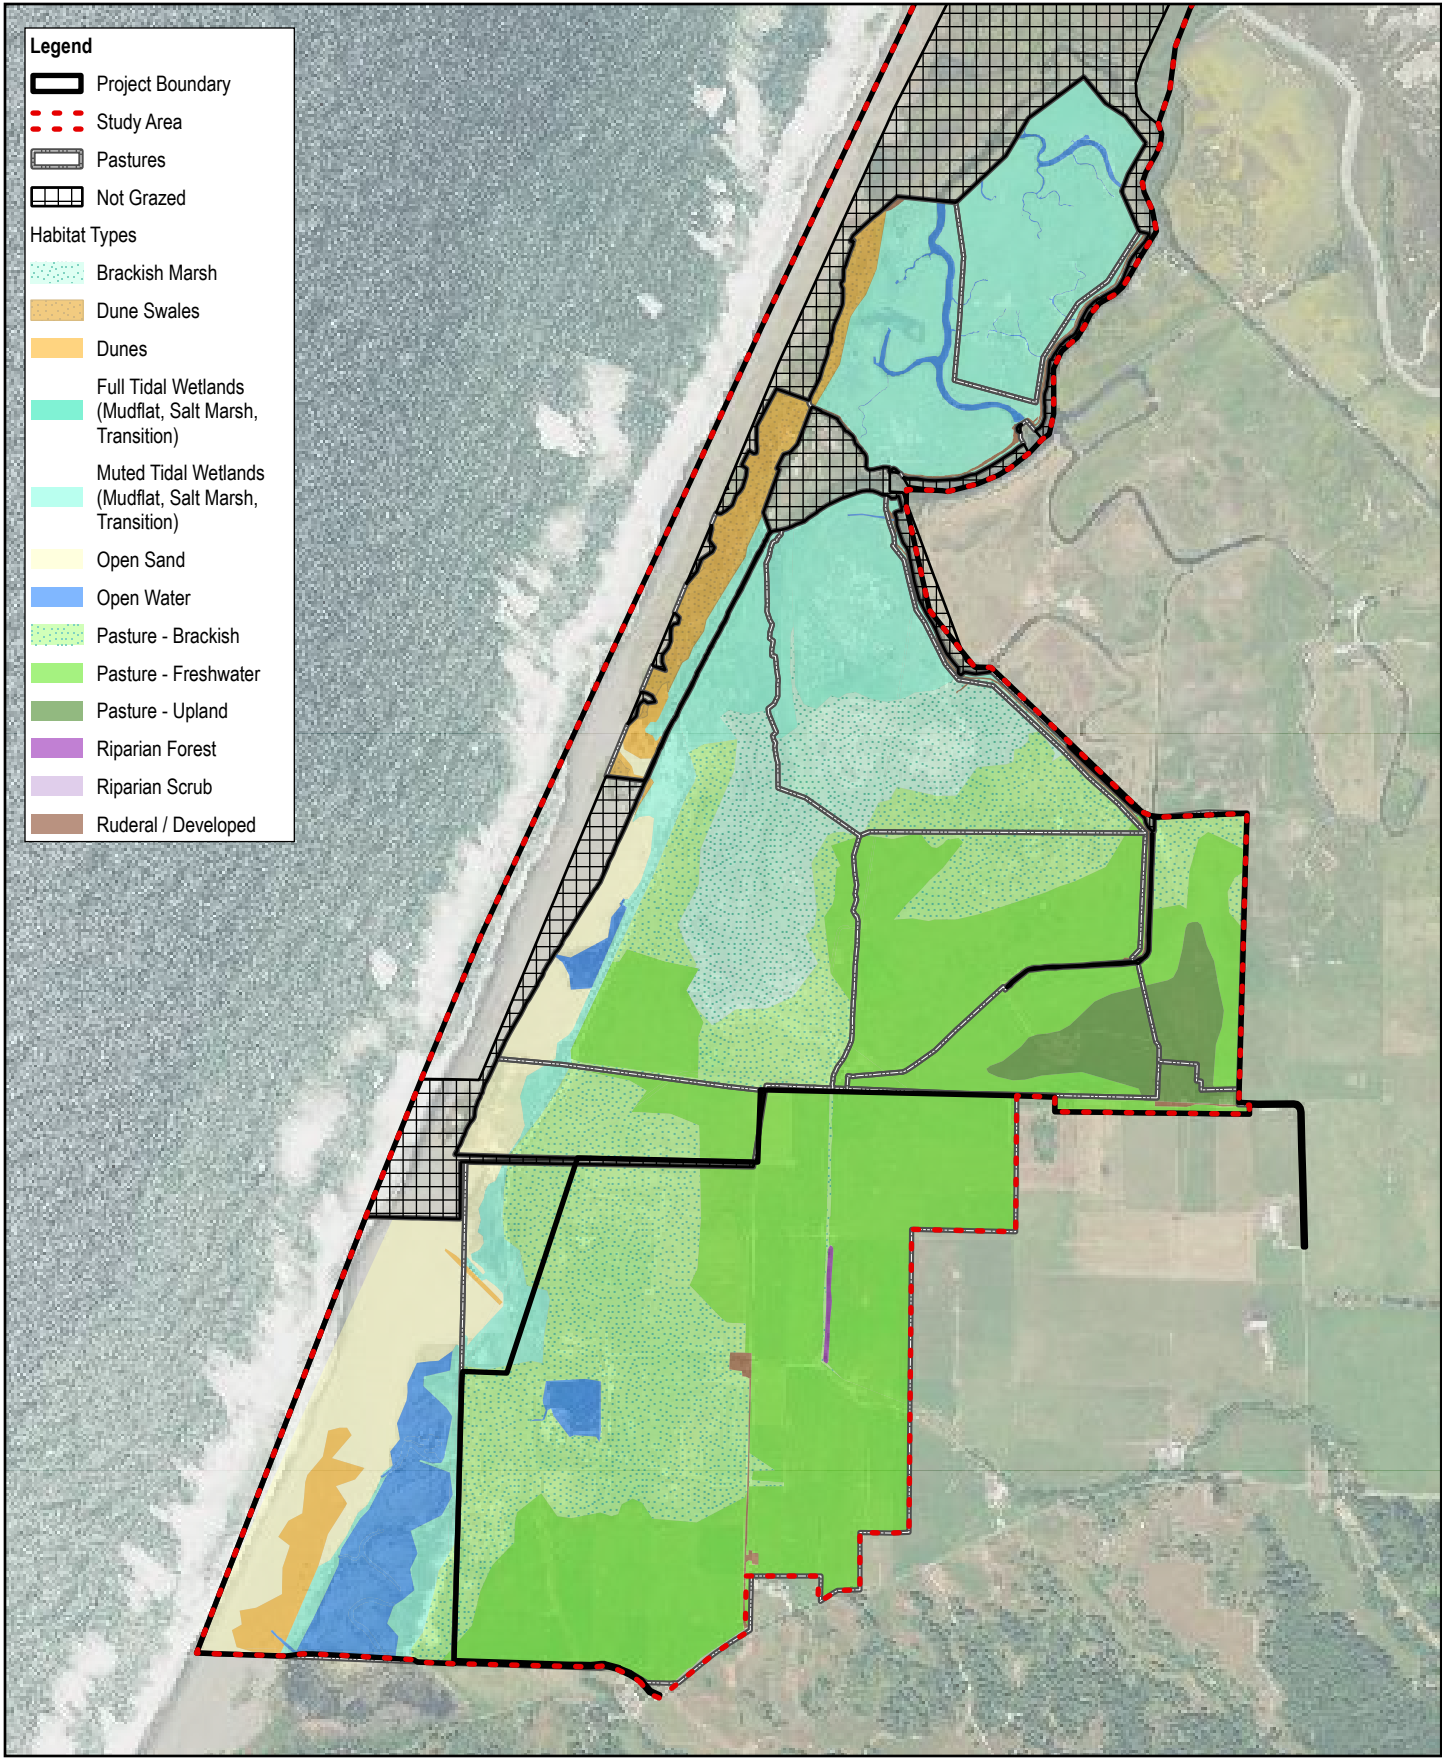 Legend
Project Boundary
Study Area
Pastures
Not Grazed
Habitat Types
Brackish Marsh
Dune Swales
Dunes
Full Tidal Wetlands
(Mudflat, Salt Marsh,
Transition)
Muted Tidal Wetlands
(Mudflat, Salt Marsh,
Transition)
Open Sand
Open Water
Pasture - Brackish
Pasture - Freshwater
Pasture - Upland
Riparian Forest
Riparian Scrub
Ruderal / Developed